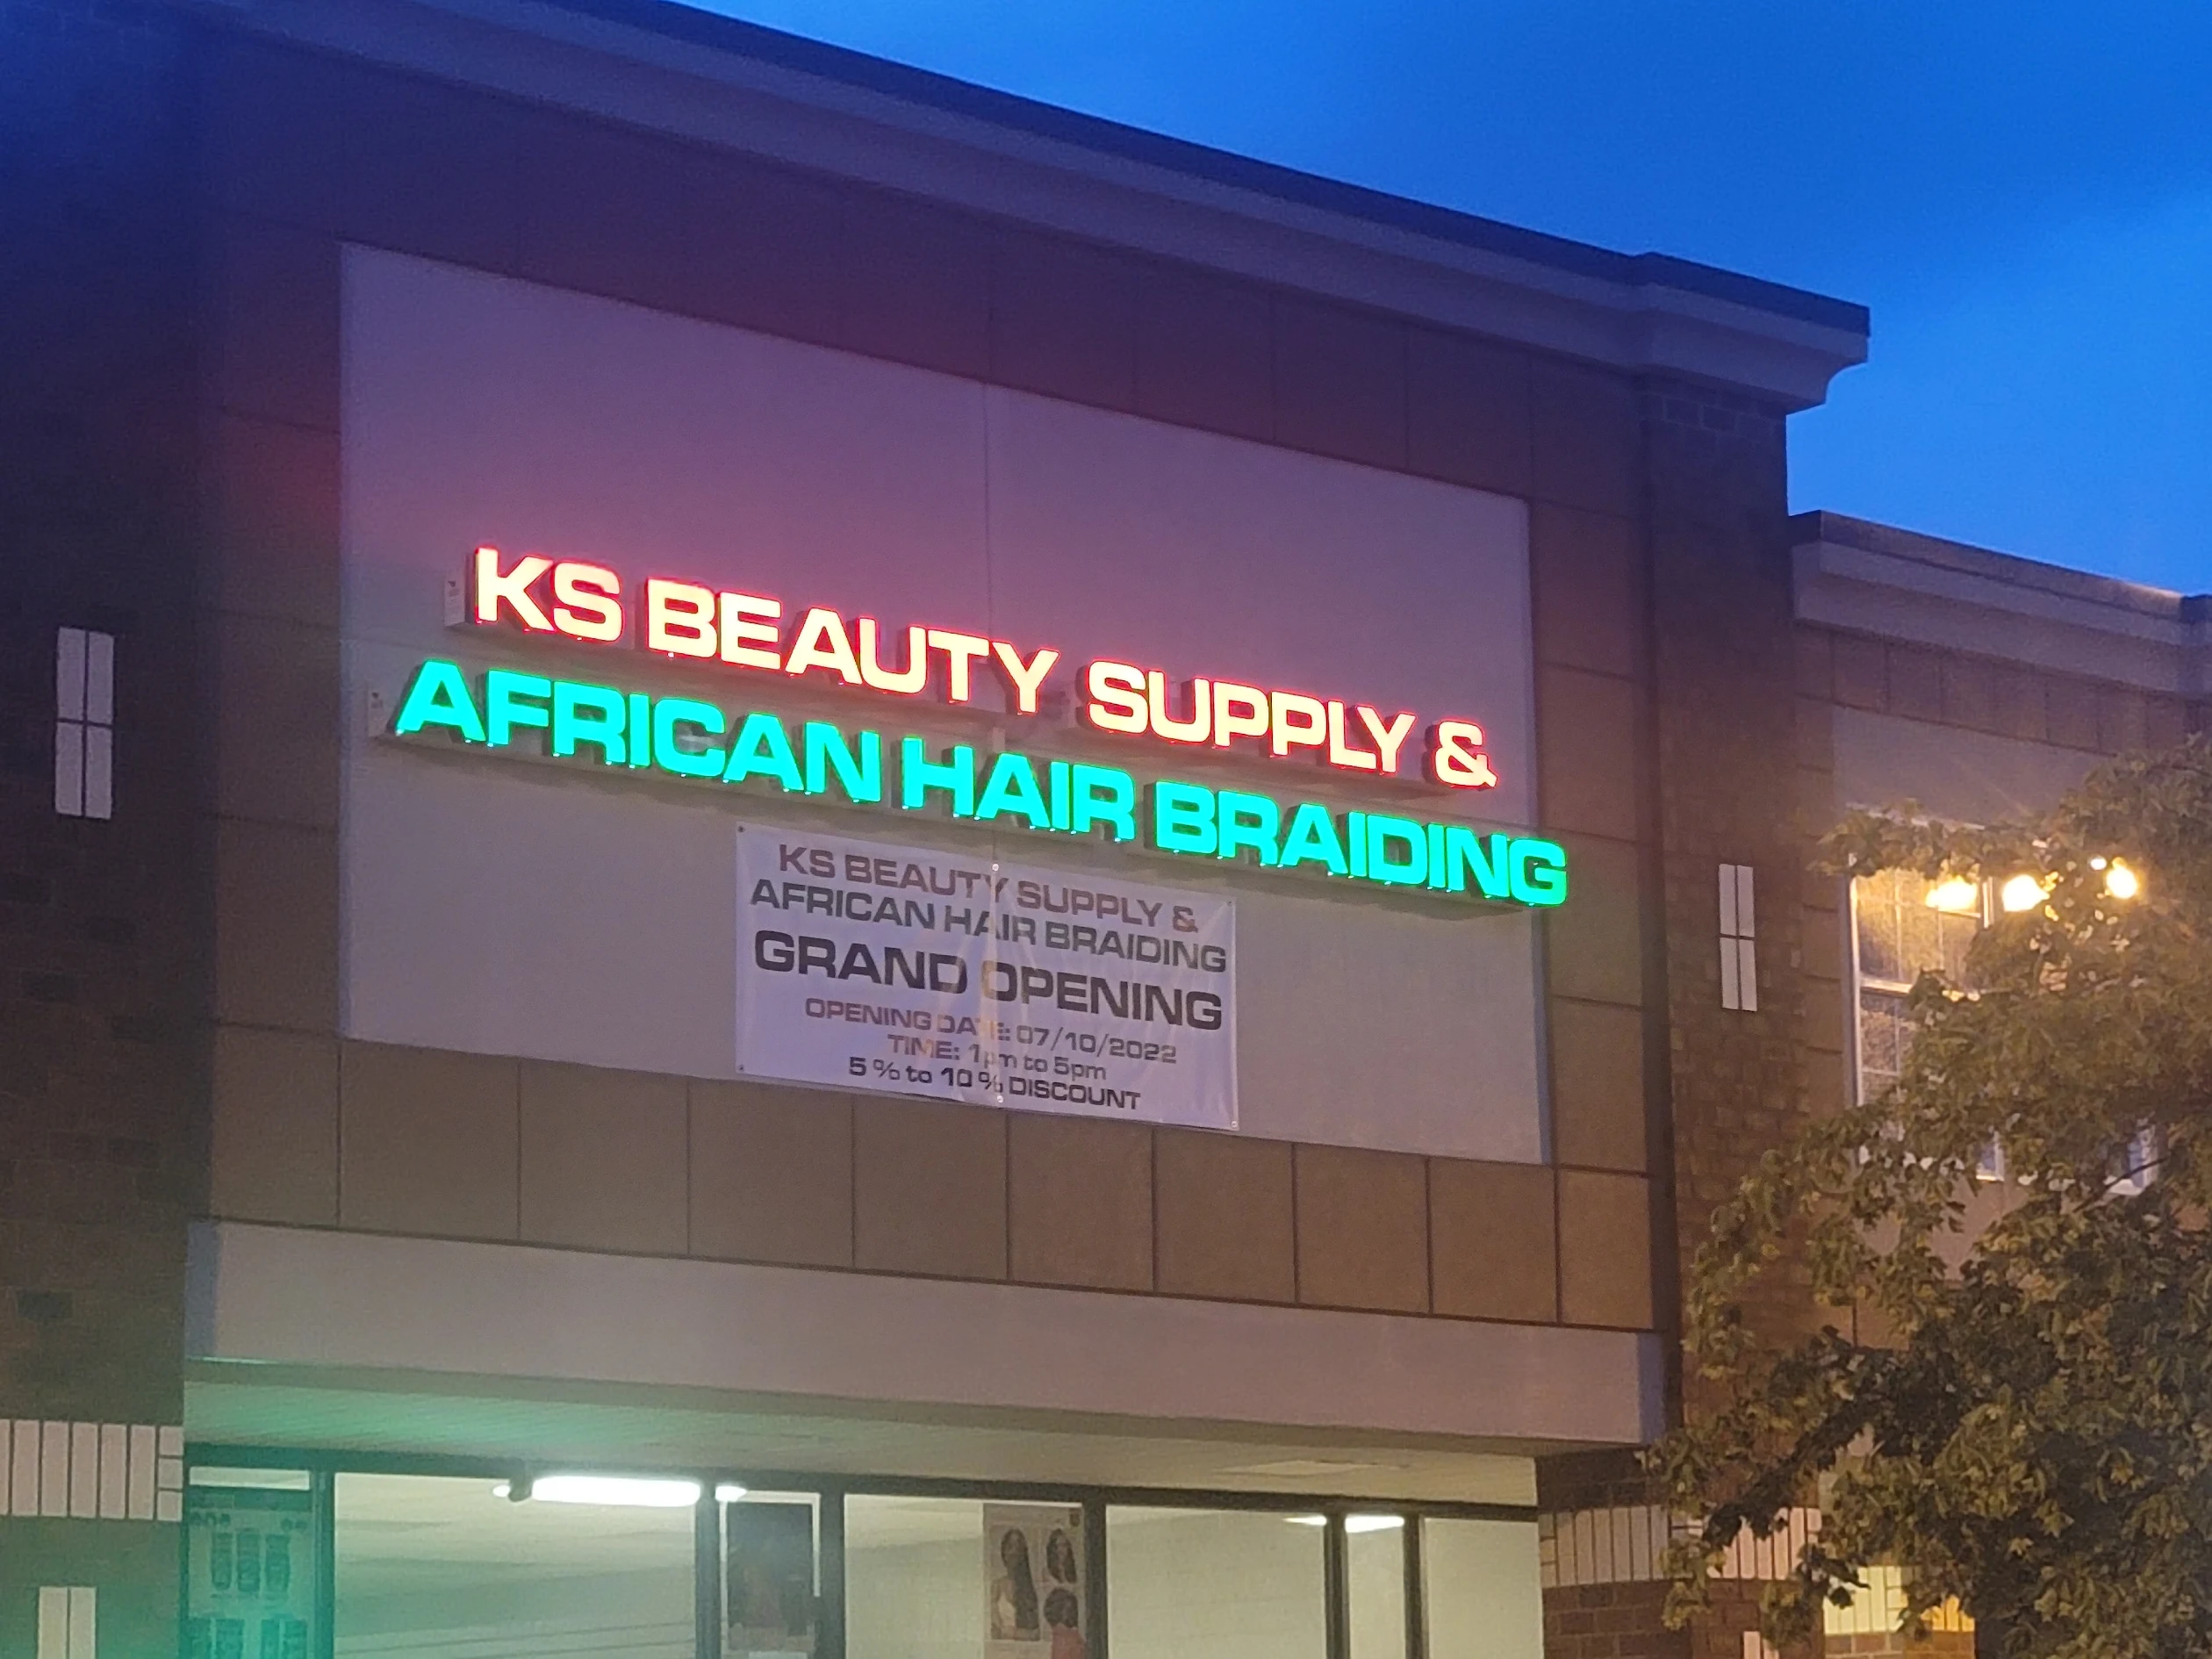 KS BEAUTY SUPPLY &
AFRICAN HAIR BRAIDING
KS BEAUTY SUPPLY &
AFRICAN HAIR BRAIDING
GRAND OPENING
OPENING DATE: 07/10/2022
TIME: 1pm to 5pm
5 % to 10 % DISCOUNT